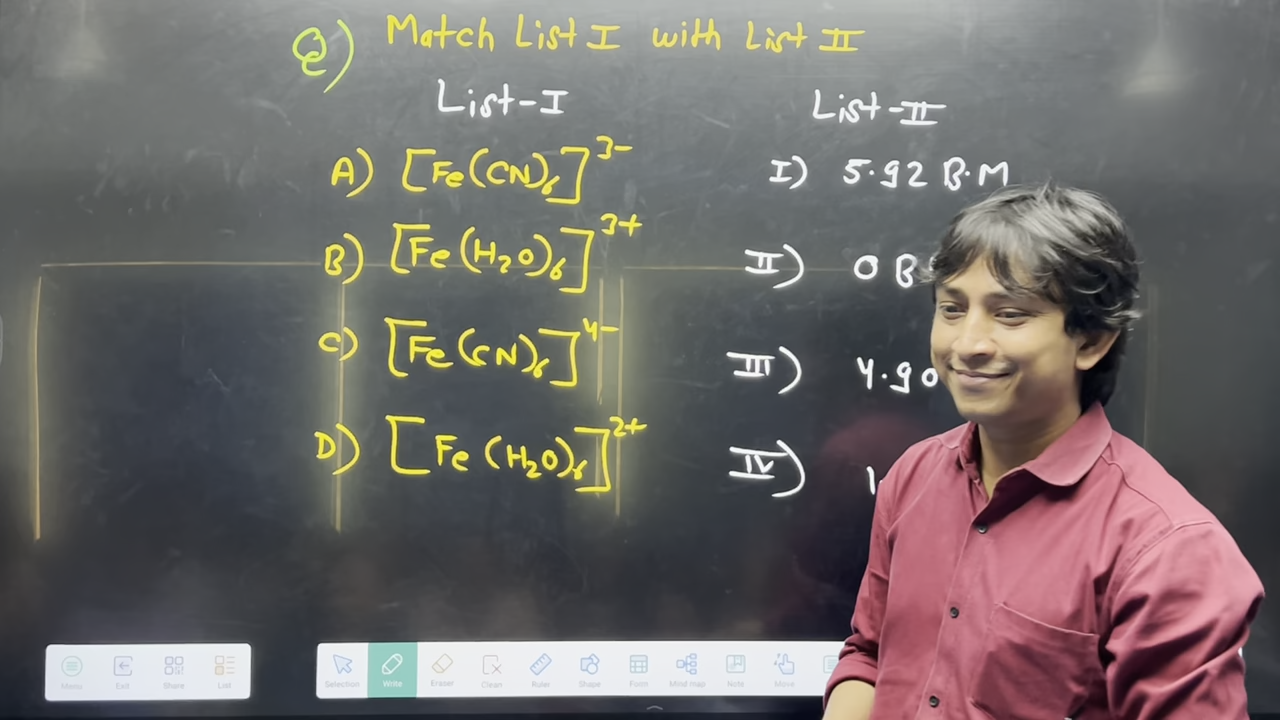 Q) Match List I with List II
List-I List-II
A) [Fe(CN)₆]³⁻ I) 5.92 B.M
B) [Fe(H₂O)₆]³⁺ II) 0 B
C) [Fe(CN)₆]⁴⁻ III) 4.90
D) [Fe(H₂O)₆]²⁺ IV) 1
Menu Exit Share List Selection Write Eraser Clean Ruler Shape Form Mind map Note Move